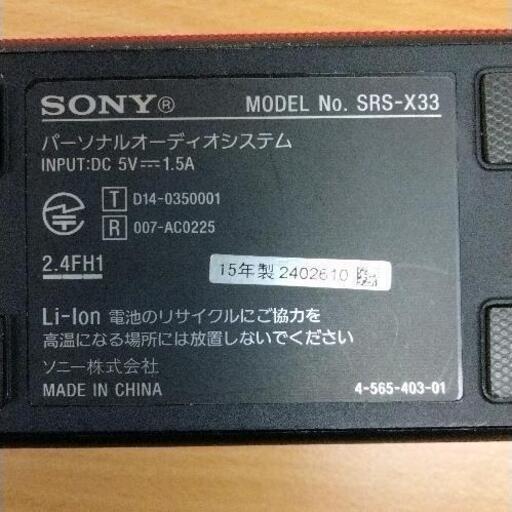 SONY® MODEL No. SRS-X33
パーソナルオーディオシステム
INPUT:DC 5V⎓1.5A
T D14-0350001
R 007-AC0225
2.4FH1
15年製 2402610
Li-Ion 電池のリサイクルにご協力を
高温になる場所には放置しないでください
ソニー株式会社
MADE IN CHINA 4-565-403-01